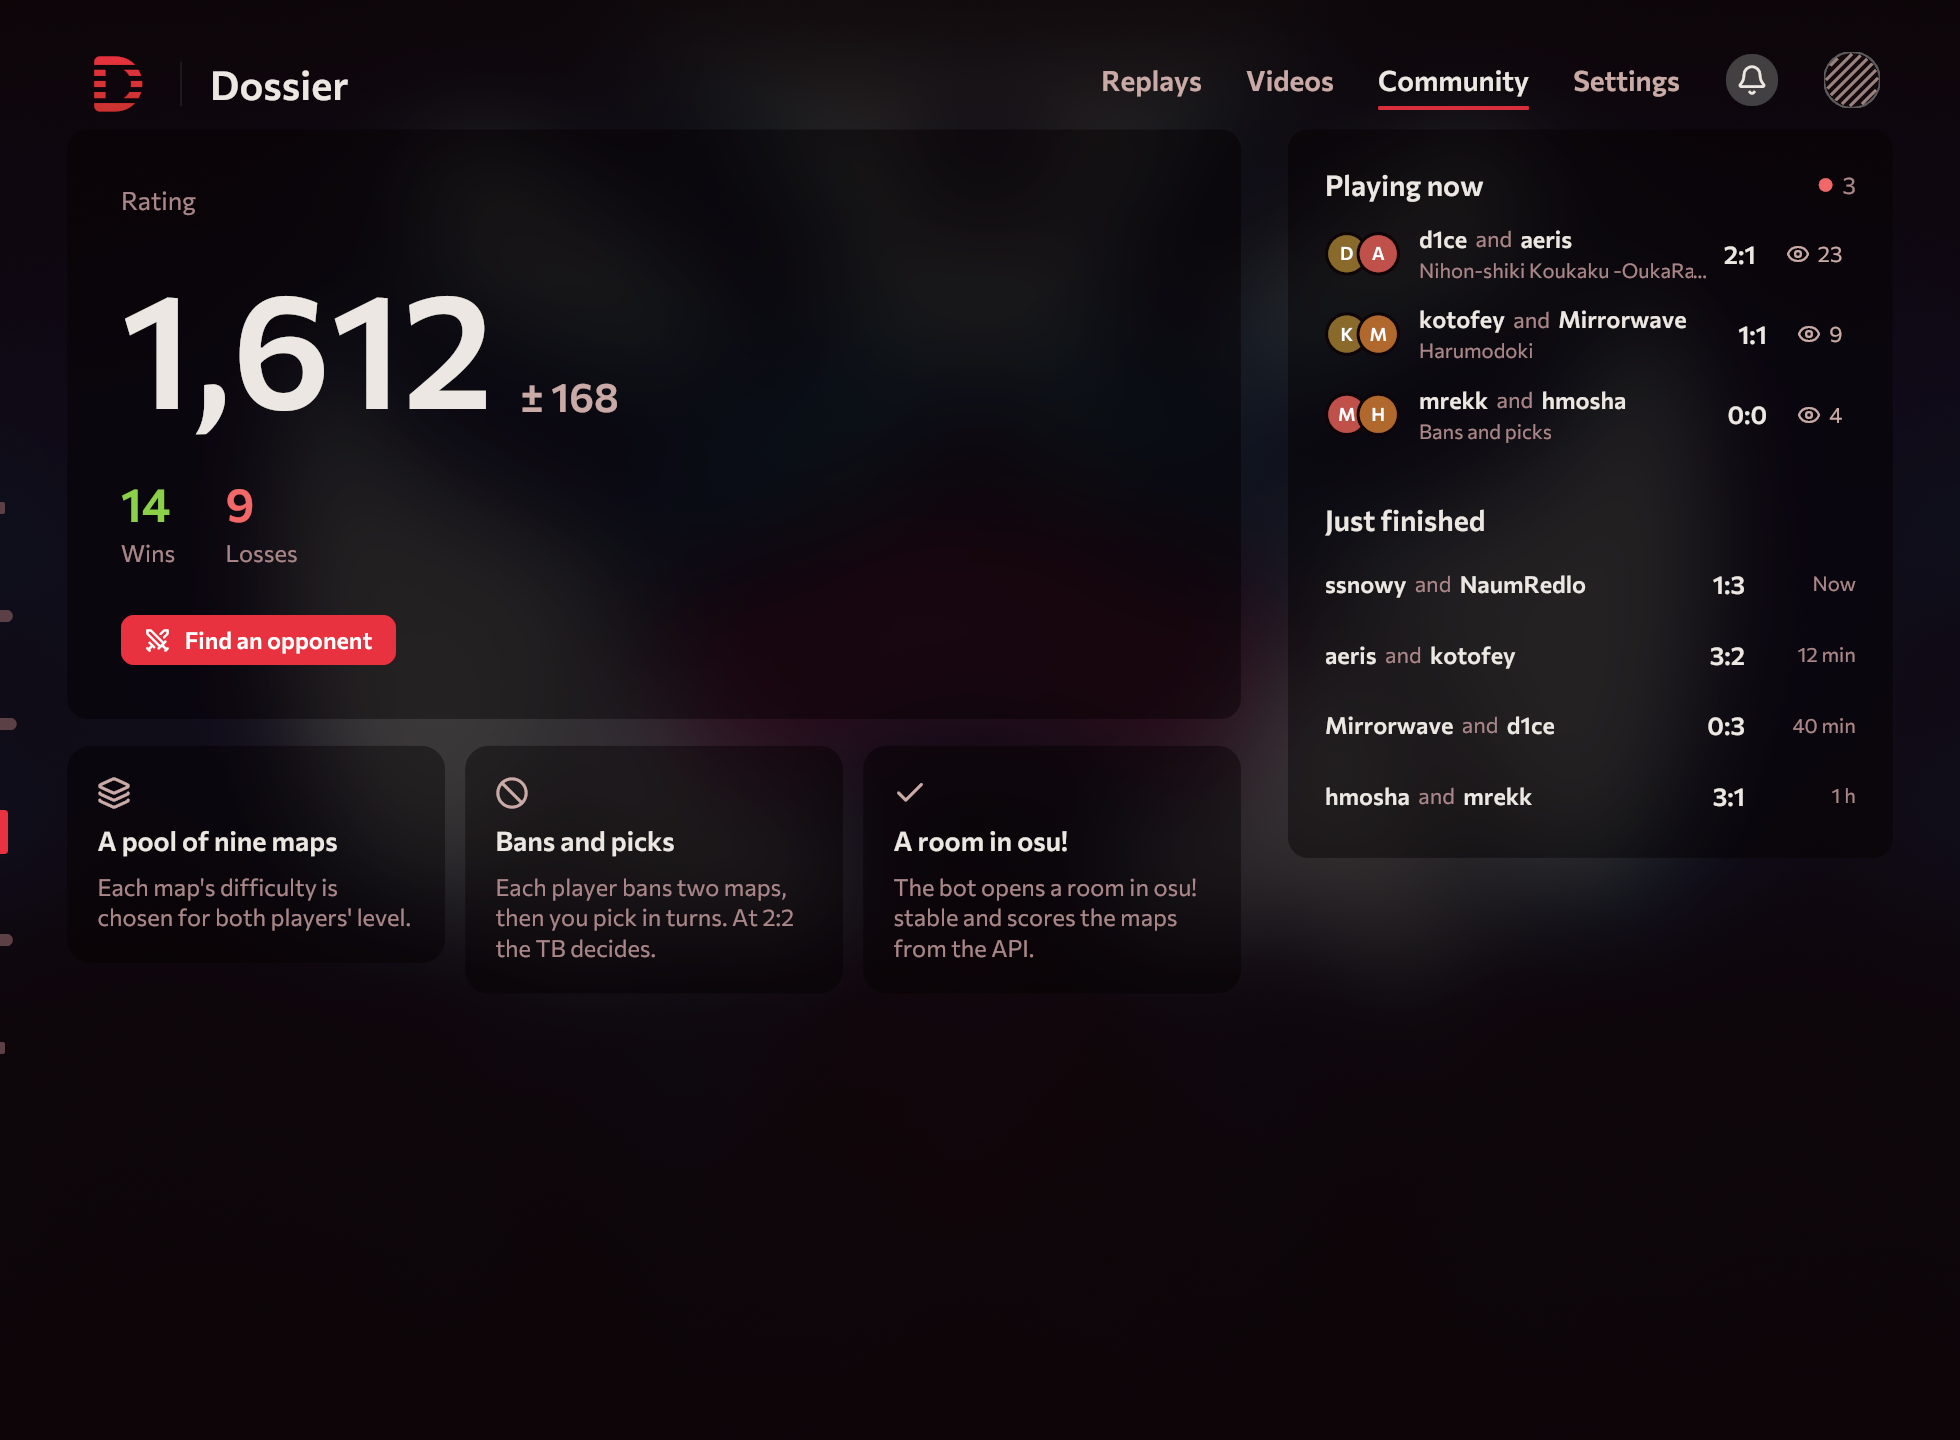 Dossier
Replays
Videos
Community
Settings
Rating
1,612 ± 168
14
Wins
9
Losses
Find an opponent
A pool of nine maps
Each map's difficulty is
chosen for both players' level.
Bans and picks
Each player bans two maps,
then you pick in turns. At 2:2
the TB decides.
A room in osu!
The bot opens a room in osu!
stable and scores the maps
from the API.
Playing now
3
D A
d1ce and aeris
Nihon-shiki Koukaku -OukaRa...
2:1
23
K M
kotofey and Mirrorwave
Harumodoki
1:1
9
M H
mrekk and hmosha
Bans and picks
0:0
4
Just finished
ssnowy and NaumRedlo 1:3 Now
aeris and kotofey 3:2 12 min
Mirrorwave and d1ce 0:3 40 min
hmosha and mrekk 3:1 1 h